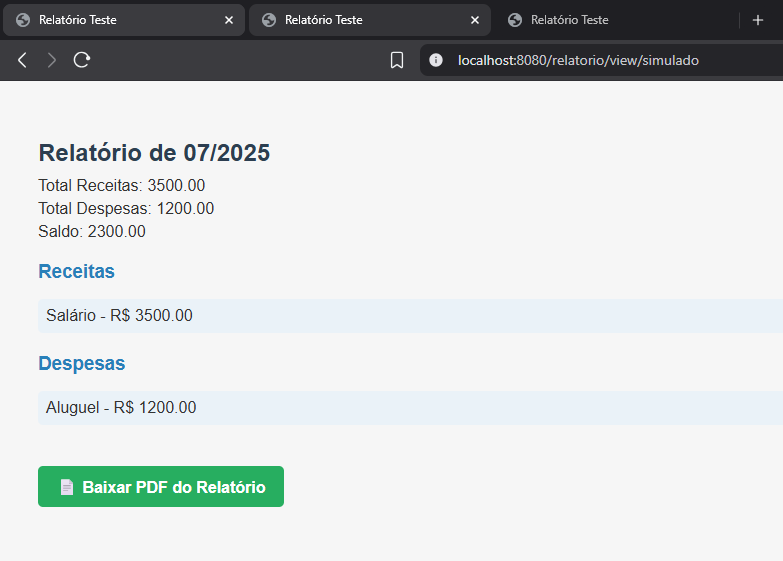 Relatório Teste
Relatório Teste
Relatório Teste
localhost:8080/relatorio/view/simulado
Relatório de 07/2025
Total Receitas: 3500.00
Total Despesas: 1200.00
Saldo: 2300.00
Receitas
Salário - R$ 3500.00
Despesas
Aluguel - R$ 1200.00
Baixar PDF do Relatório